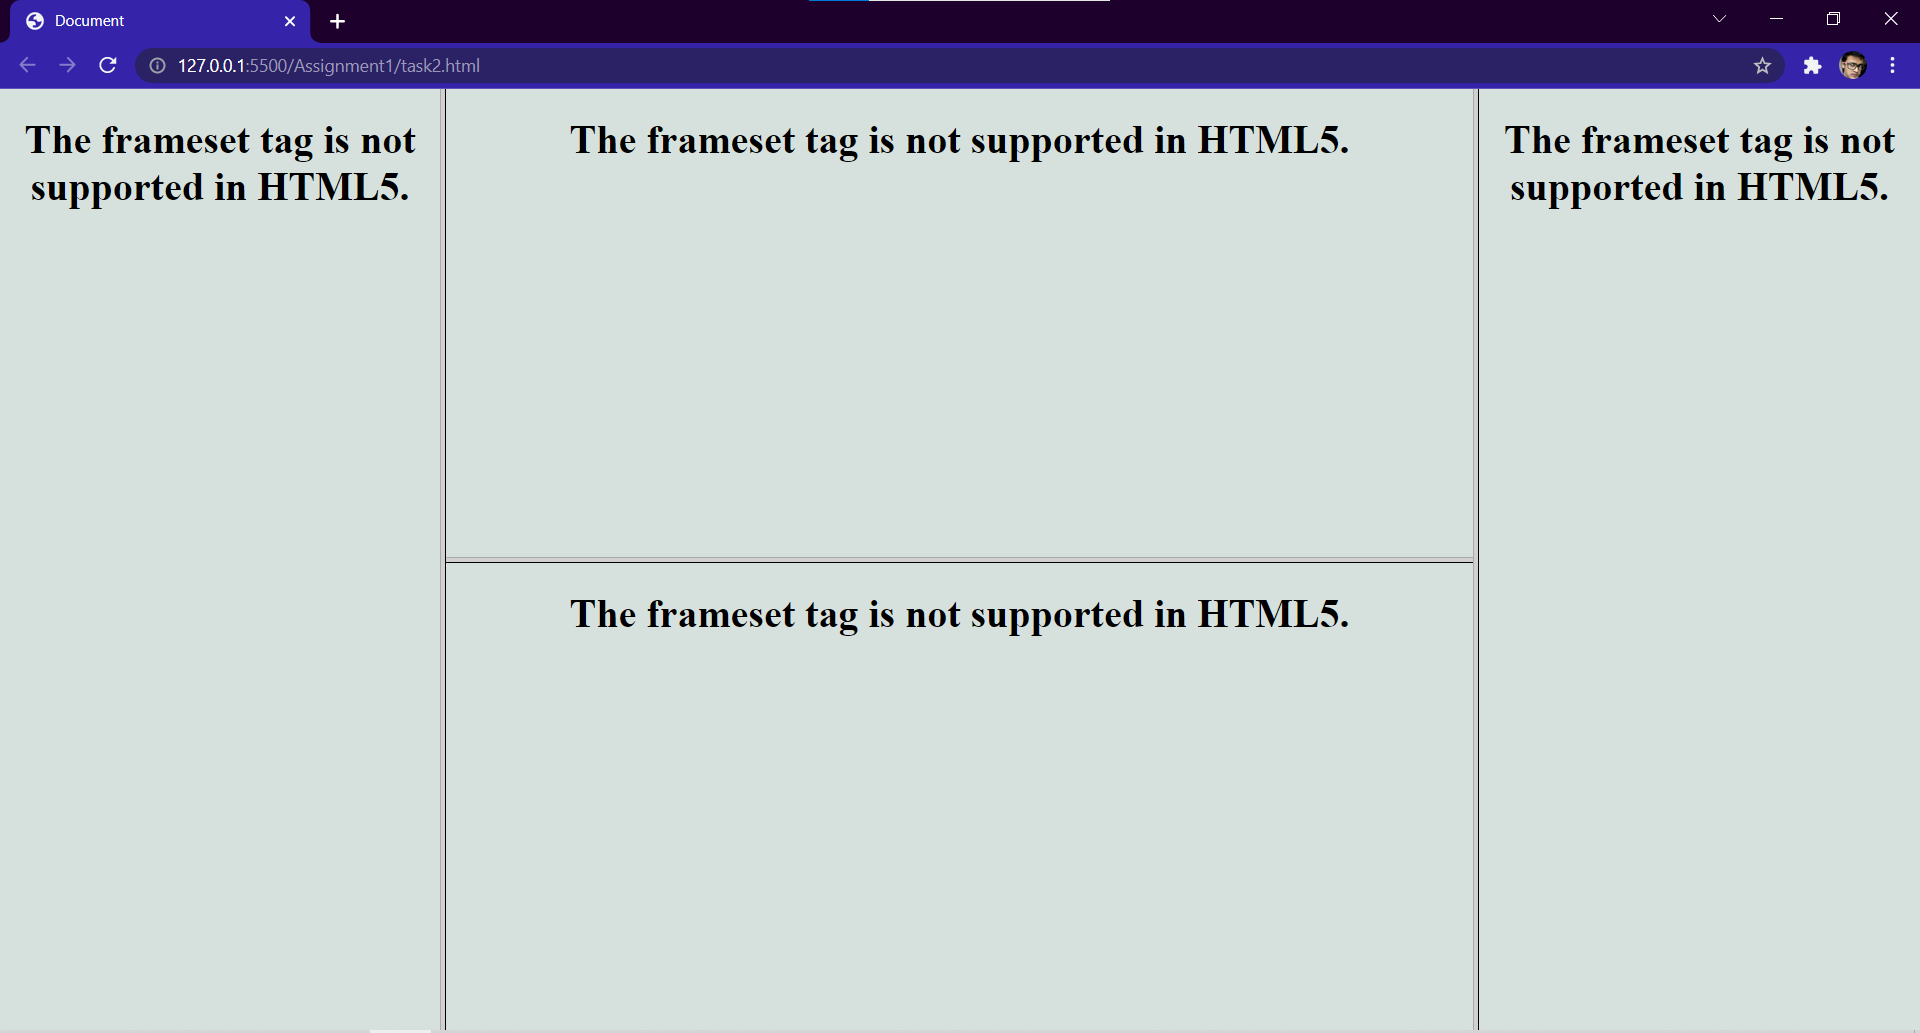 Document
127.0.0.1:5500/Assignment1/task2.html
The frameset tag is not
supported in HTML5.
The frameset tag is not supported in HTML5.
The frameset tag is not supported in HTML5.
The frameset tag is not
supported in HTML5.